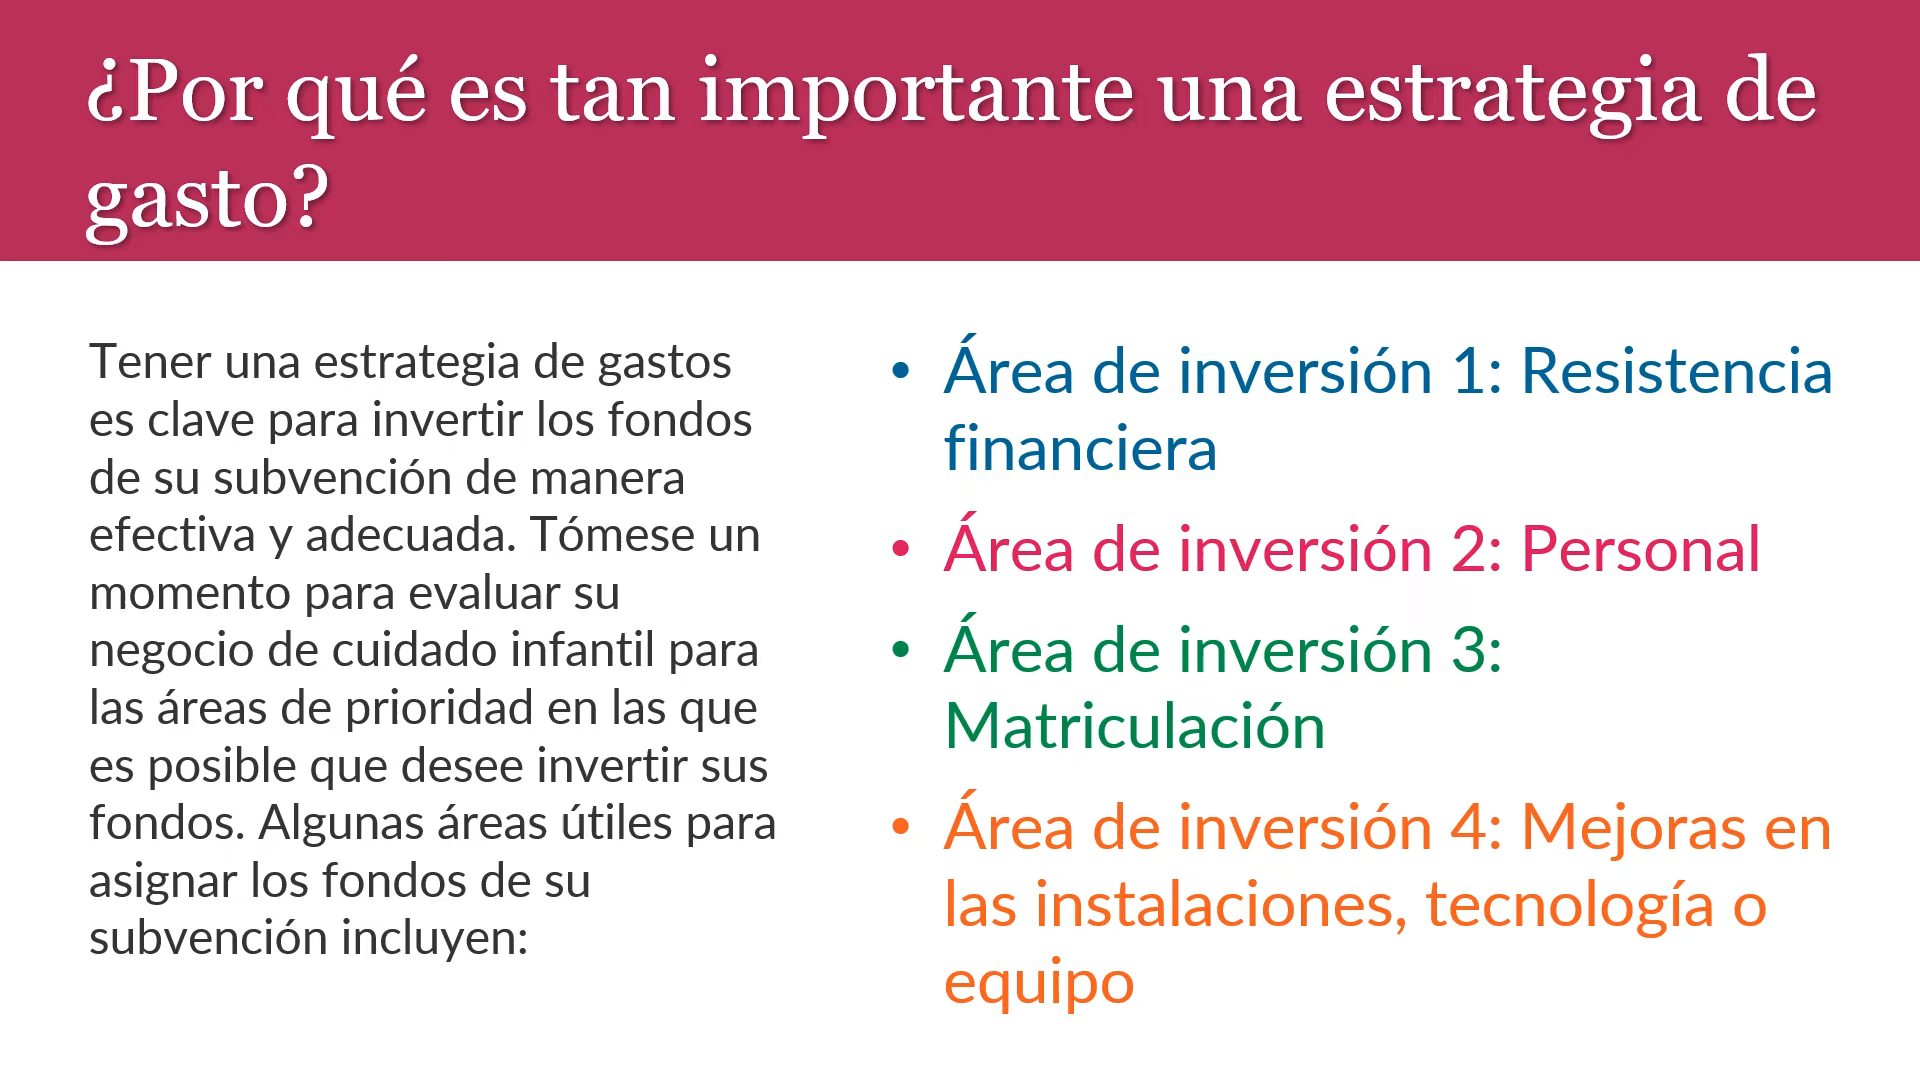 ¿Por qué es tan importante una estrategia de
gasto?
Tener una estrategia de gastos
es clave para invertir los fondos
de su subvención de manera
efectiva y adecuada. Tómese un
momento para evaluar su
negocio de cuidado infantil para
las áreas de prioridad en las que
es posible que desee invertir sus
fondos. Algunas áreas útiles para
asignar los fondos de su
subvención incluyen:
• Área de inversión 1: Resistencia
financiera
• Área de inversión 2: Personal
• Área de inversión 3:
Matriculación
• Área de inversión 4: Mejoras en
las instalaciones, tecnología o
equipo